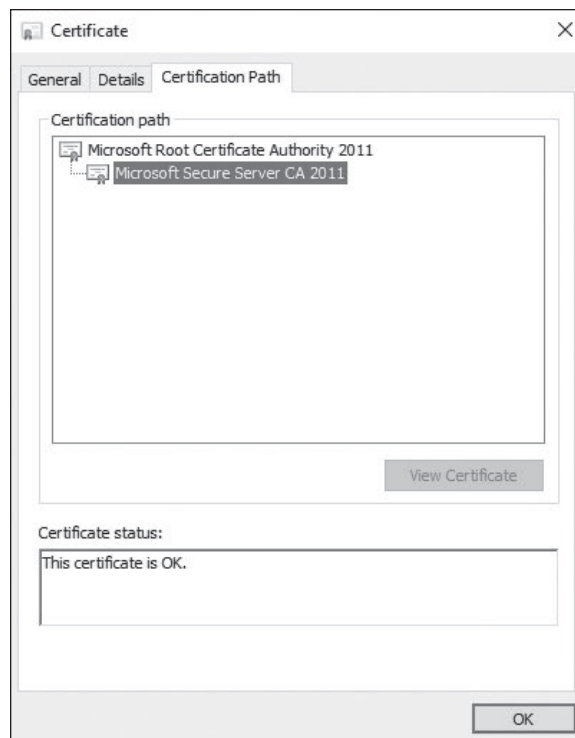 Certificate
General Details Certification Path
Certification path
Microsoft Root Certificate Authority 2011
Microsoft Secure Server CA 2011
View Certificate
Certificate status:
This certificate is OK.
OK